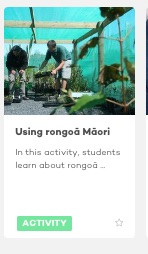 Using rongoā Māori
In this activity, students
learn about rongoā ...
ACTIVITY